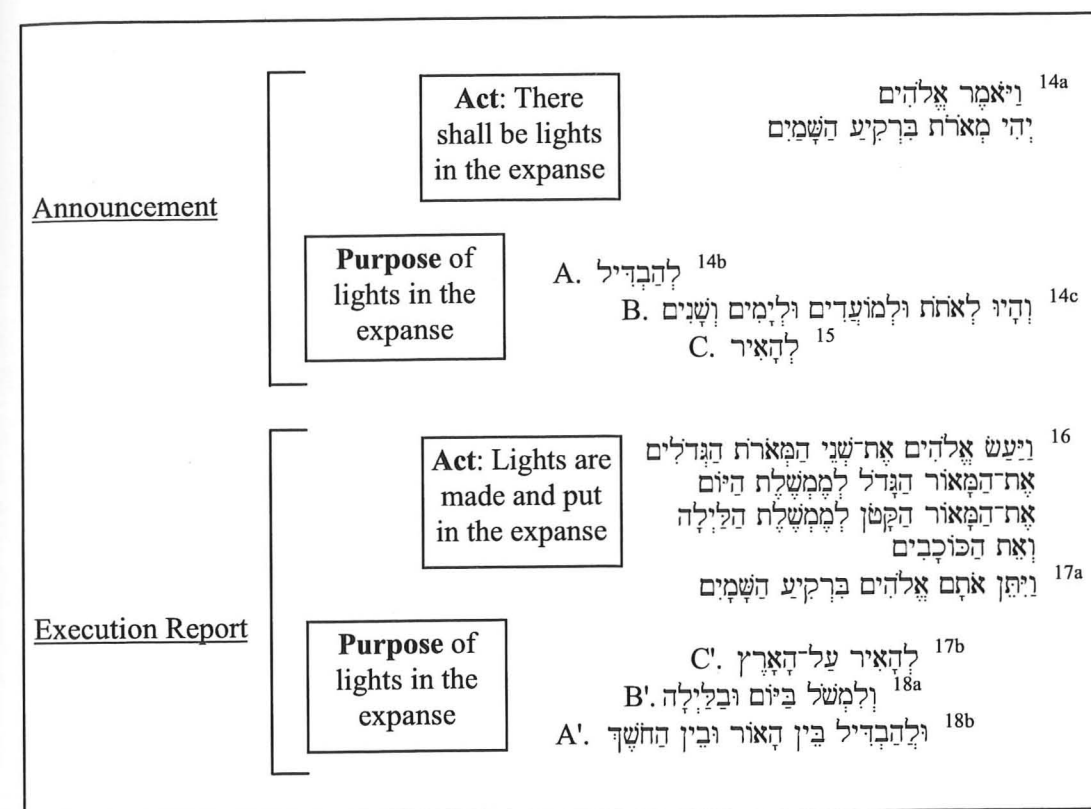 Announcement
Act: There
shall be lights
in the expanse
14a וַיֹּאמֶר אֱלֹהִים
יְהִי מְאֹרֹת בִּרְקִיעַ הַשָּׁמַיִם
Purpose of
lights in the
expanse
A. לְהַבְדִּיל 14b
B. וְהָיוּ לְאֹתֹת וּלְמוֹעֲדִים וּלְיָמִים וְשָׁנִים 14c
C. לְהָאִיר 15
Execution Report
Act: Lights are
made and put
in the expanse
16 וַיַּעַשׂ אֱלֹהִים אֶת־שְׁנֵי הַמְּאֹרֹת הַגְּדֹלִים
אֶת־הַמָּאוֹר הַגָּדֹל לְמֶמְשֶׁלֶת הַיּוֹם
אֶת־הַמָּאוֹר הַקָּטֹן לְמֶמְשֶׁלֶת הַלַּיְלָה
וְאֵת הַכּוֹכָבִים
17a וַיִּתֵּן אֹתָם אֱלֹהִים בִּרְקִיעַ הַשָּׁמָיִם
Purpose of
lights in the
expanse
C'. לְהָאִיר עַל־הָאָרֶץ 17b
B'. וְלִמְשֹׁל בַּיּוֹם וּבַלַּיְלָה 18a
A'. וּלֲהַבְדִּיל בֵּין הָאוֹר וּבֵין הַחֹשֶׁךְ 18b